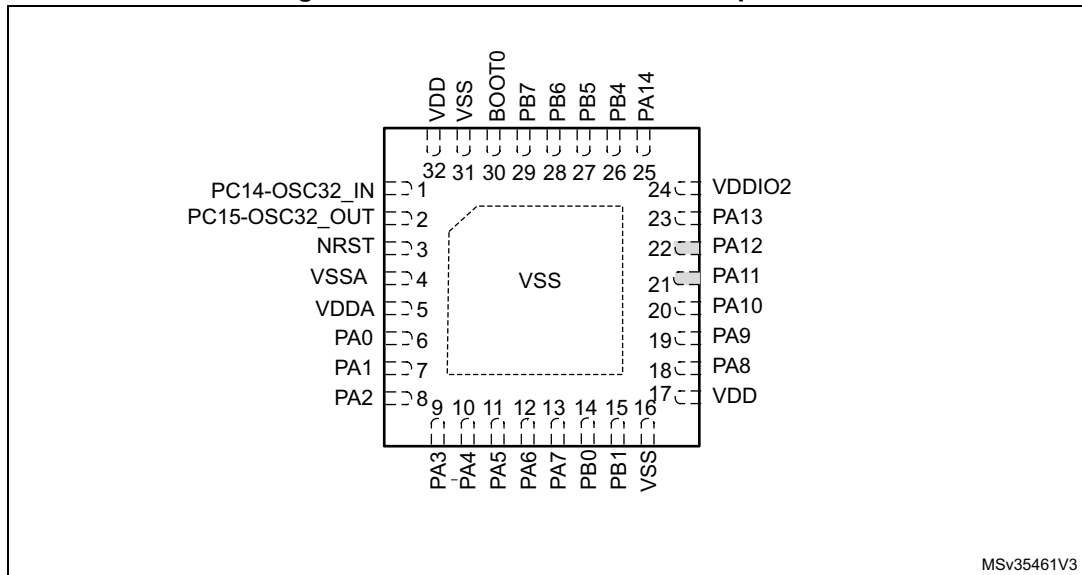 VDD
VSS
BOOT0
PB7
PB6
PB5
PB4
PA14
32 31 30 29 28 27 26 25
PC14-OSC32_IN 1
PC15-OSC32_OUT 2
NRST 3
VSSA 4
VDDA 5
PA0 6
PA1 7
PA2 8
VSS
24 VDDIO2
23 PA13
22 PA12
21 PA11
20 PA10
19 PA9
18 PA8
17 VDD
9 10 11 12 13 14 15 16
PA3
PA4
PA5
PA6
PA7
PB0
PB1
VSS
MSv35461V3